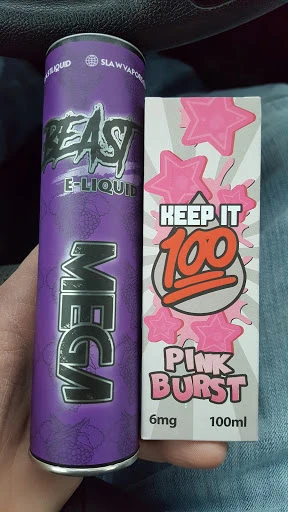 SLAWVAPORS
BEAST
E-LIQUID
MEGA
KEEP IT
100
PINK
BURST
6mg 100ml